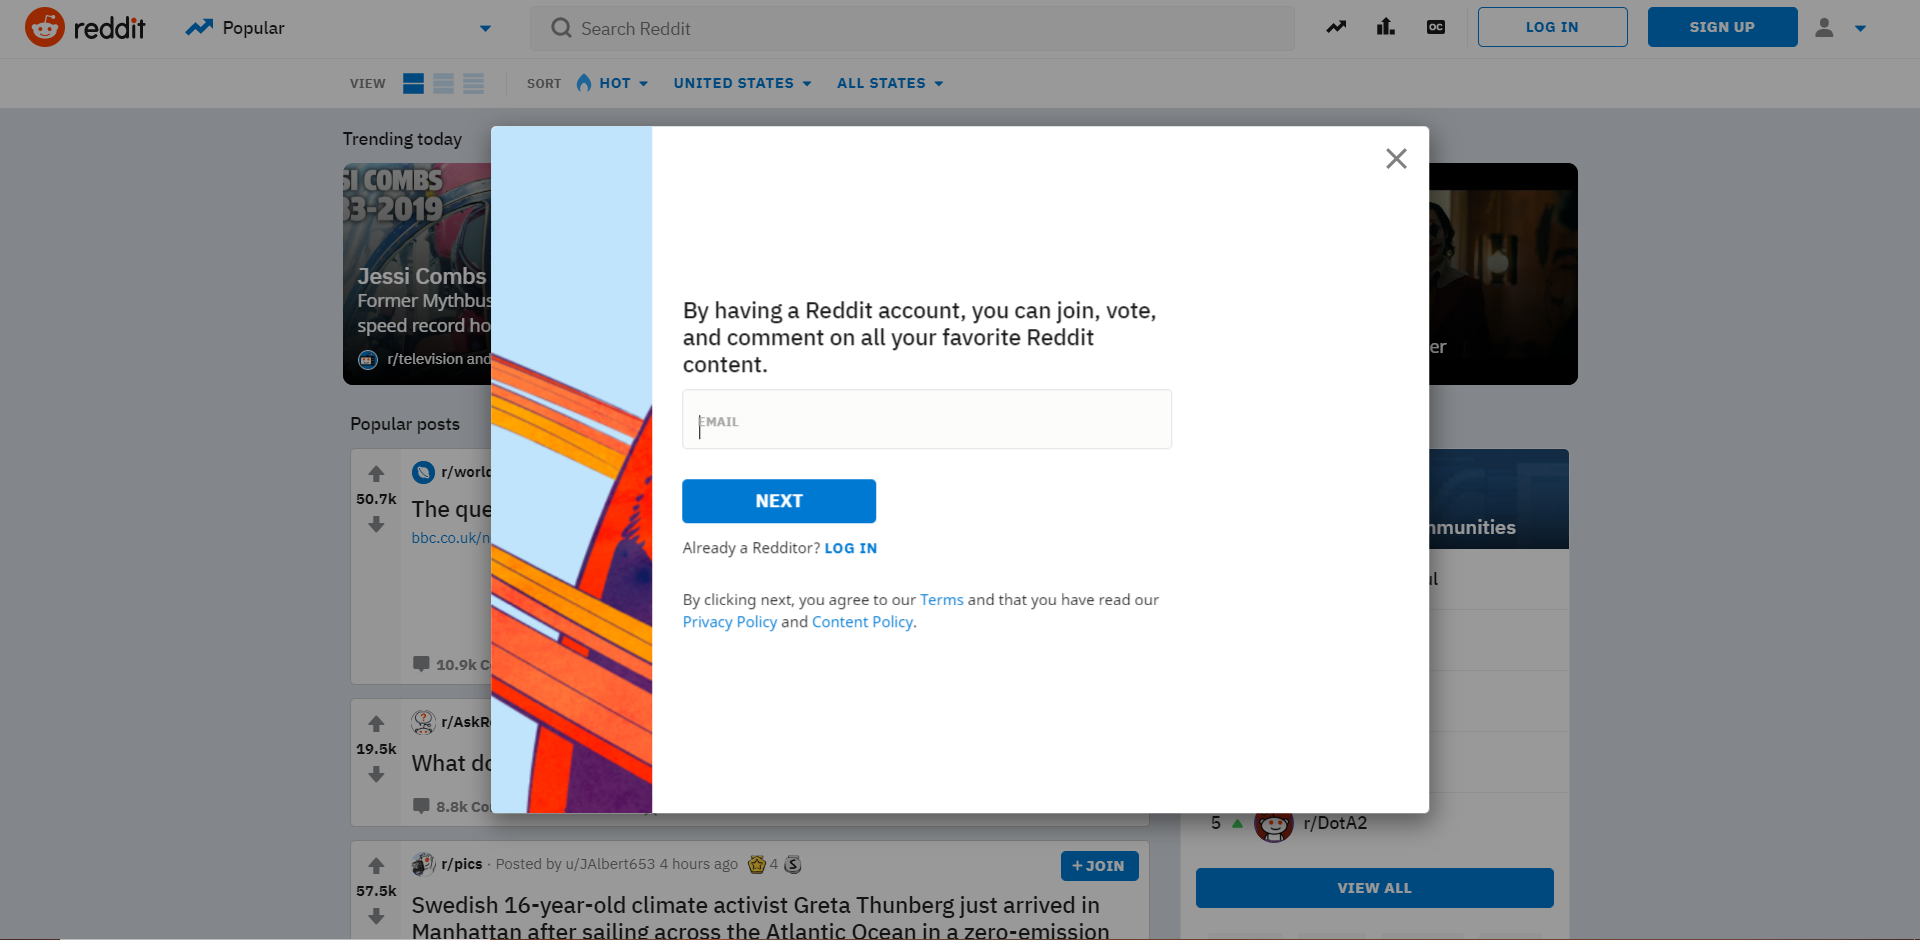 reddit
Popular
Search Reddit
OC
LOG IN
SIGN UP
VIEW
SORT
HOT
UNITED STATES
ALL STATES
Trending today
SI COMBS
33-2019
Jessi Combs
Former Mythbus
speed record ho
r/television and
er
By having a Reddit account, you can join, vote,
and comment on all your favorite Reddit
content.
EMAIL
NEXT
Already a Redditor? LOG IN
By clicking next, you agree to our Terms and that you have read our
Privacy Policy and Content Policy.
Popular posts
50.7k
r/world
The que
bbc.co.uk/n
10.9k C
19.5k
r/AskR
What do
8.8k Co
munities
ul
5
r/DotA2
VIEW ALL
57.5k
r/pics · Posted by u/JAlbert653 4 hours ago 4 S
+ JOIN
Swedish 16-year-old climate activist Greta Thunberg just arrived in
Manhattan after sailing across the Atlantic Ocean in a zero-emission